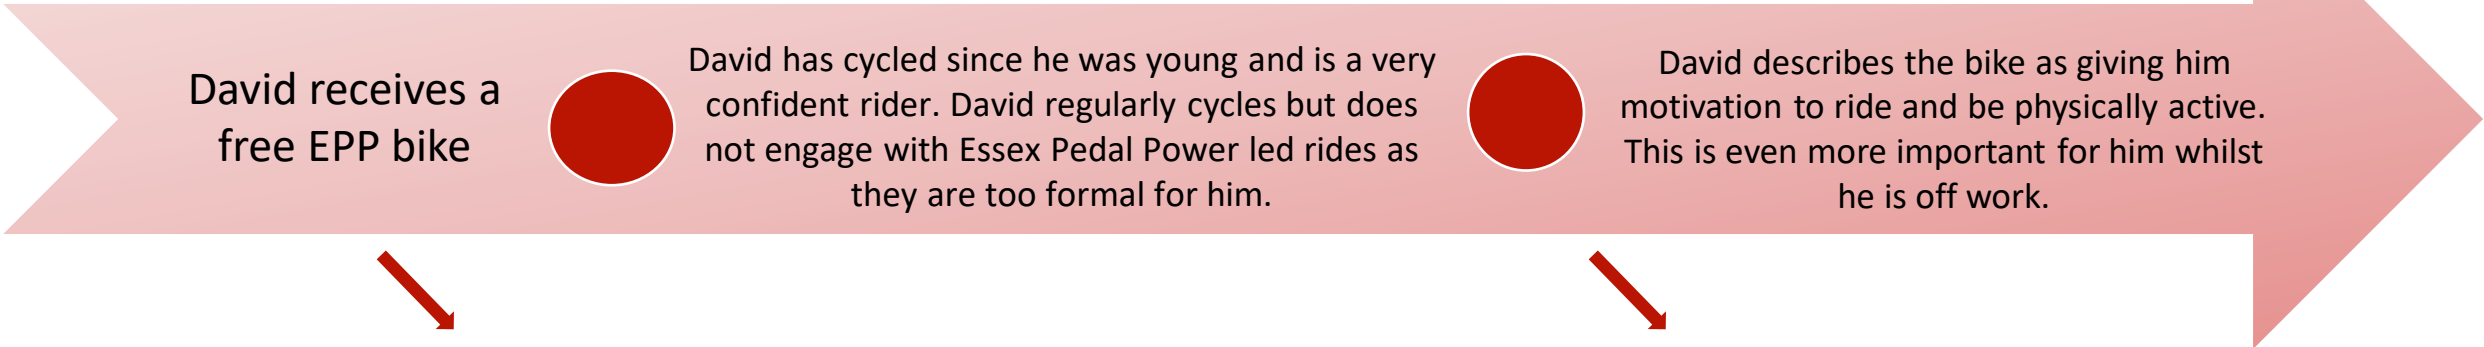 David receives a
free EPP bike
David has cycled since he was young and is a very
confident rider. David regularly cycles but does
not engage with Essex Pedal Power led rides as
they are too formal for him.
David describes the bike as giving him
motivation to ride and be physically active.
This is even more important for him whilst
he is off work.